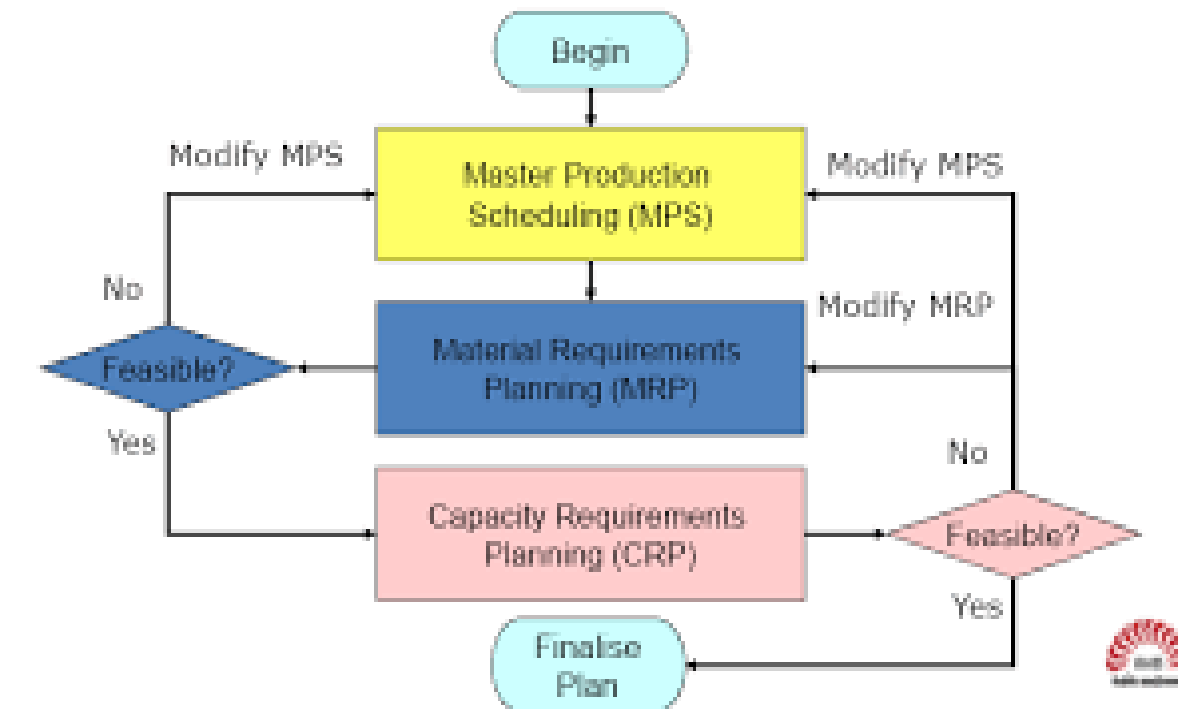 Begin
Modify MPS
Master Production
Scheduling (MPS)
Modify MPS
No
Modify MRP
Feasible?
Material Requirements
Planning (MRP)
Yes
No
Capacity Requirements
Planning (CRP)
Feasible?
Yes
Finalise
Plan